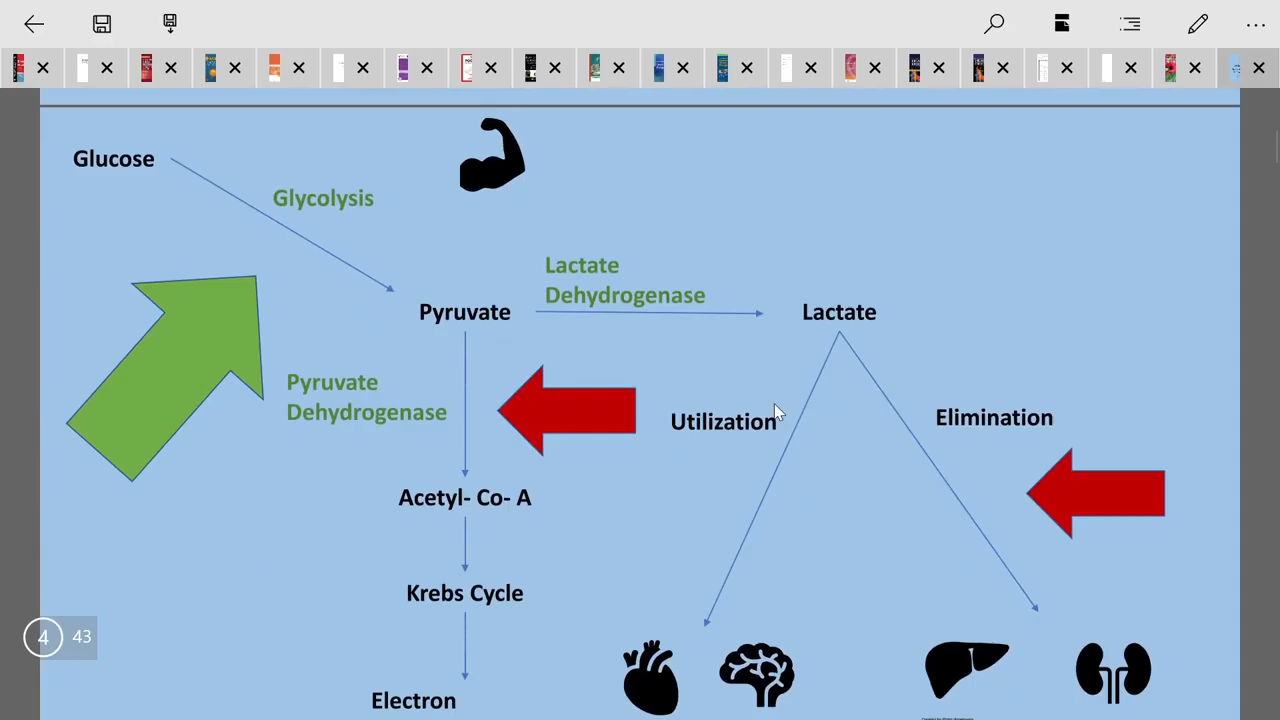 Glucose
Glycolysis
Lactate
Dehydrogenase
Pyruvate
Lactate
Pyruvate
Dehydrogenase
Utilization
Elimination
Acetyl- Co- A
Krebs Cycle
4 43
Electron